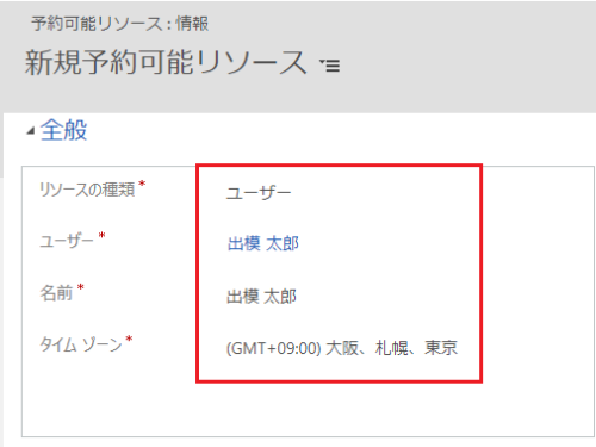 予約可能リソース : 情報
新規予約可能リソース
全般
リソースの種類* ユーザー
ユーザー* 出模 太郎
名前* 出模 太郎
タイム ゾーン* (GMT+09:00) 大阪、札幌、東京